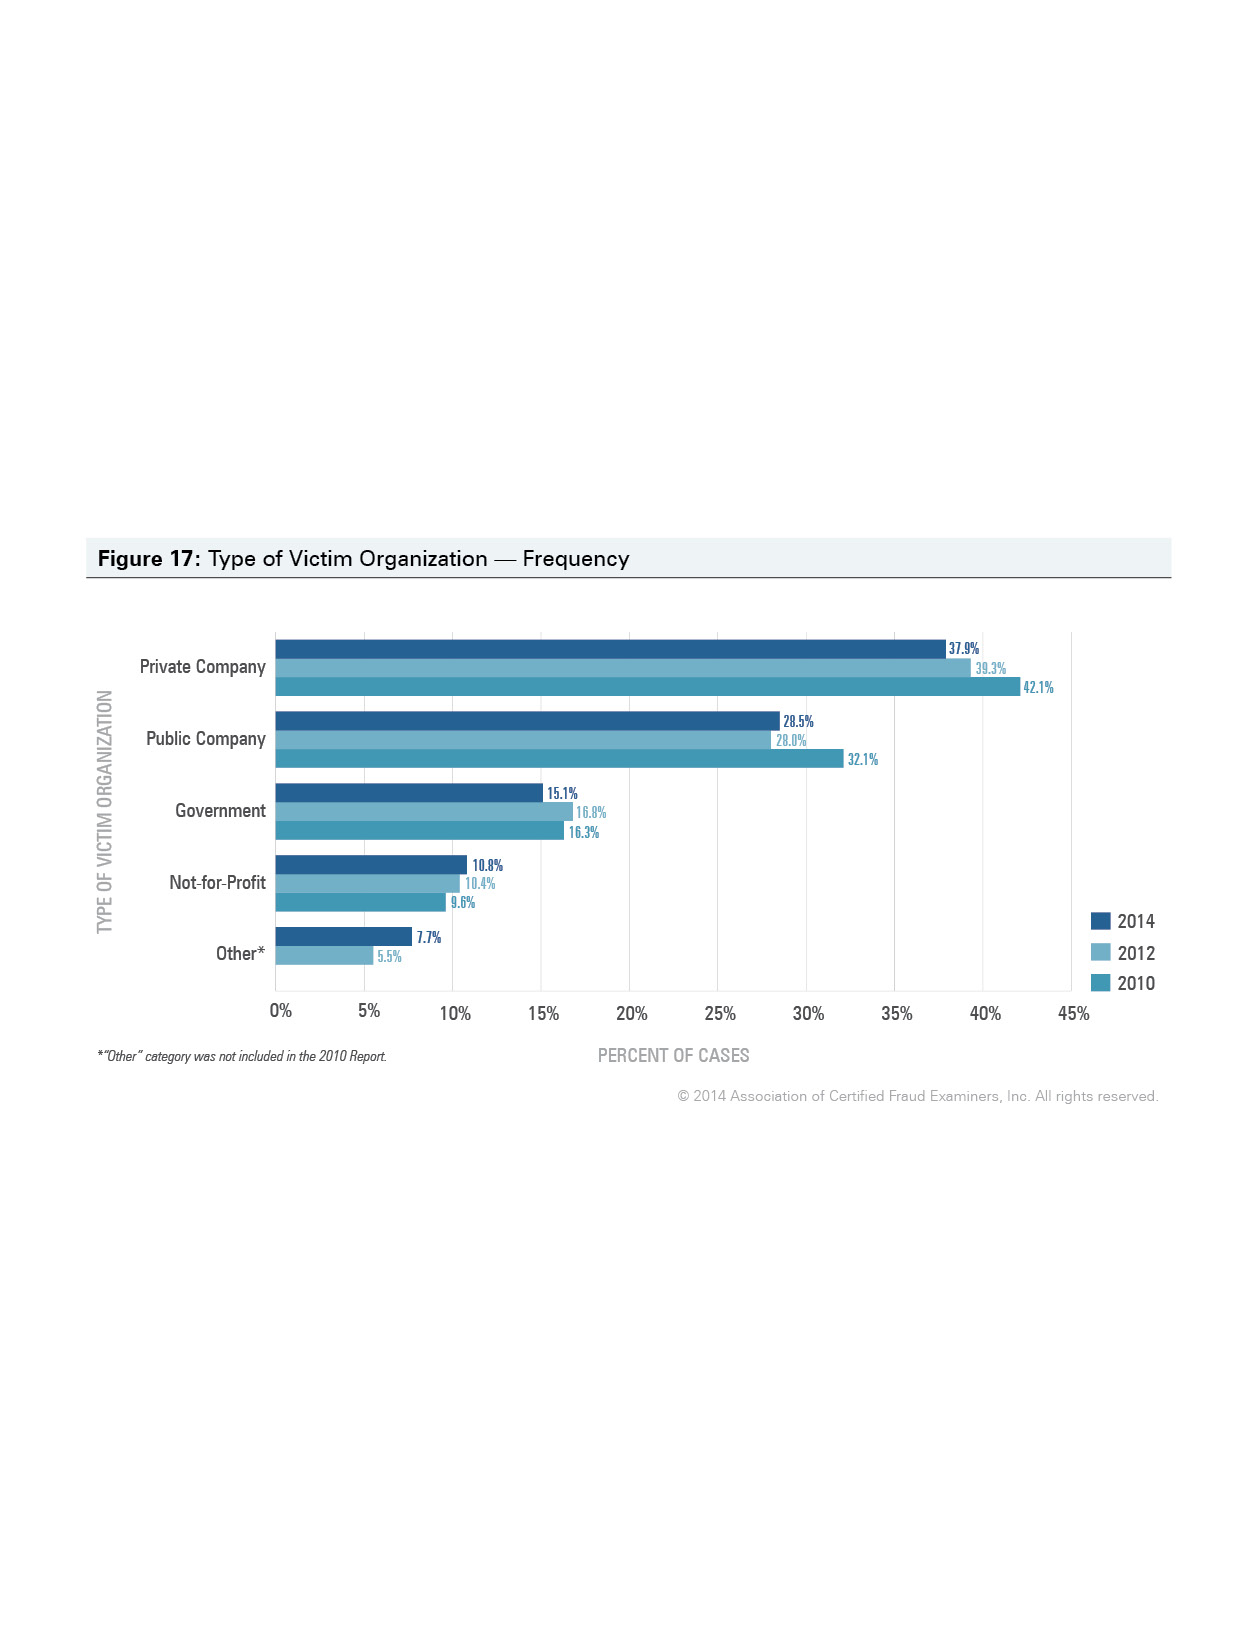 Figure 17: Type of Victim Organization — Frequency
TYPE OF VICTIM ORGANIZATION
Private Company
37.9%
39.3%
42.1%
Public Company
28.5%
28.0%
32.1%
Government
15.1%
16.8%
16.3%
Not-for-Profit
10.8%
10.4%
9.6%
Other*
7.7%
5.5%
2014
2012
2010
0% 5% 10% 15% 20% 25% 30% 35% 40% 45%
*"Other" category was not included in the 2010 Report.
PERCENT OF CASES
© 2014 Association of Certified Fraud Examiners, Inc. All rights reserved.